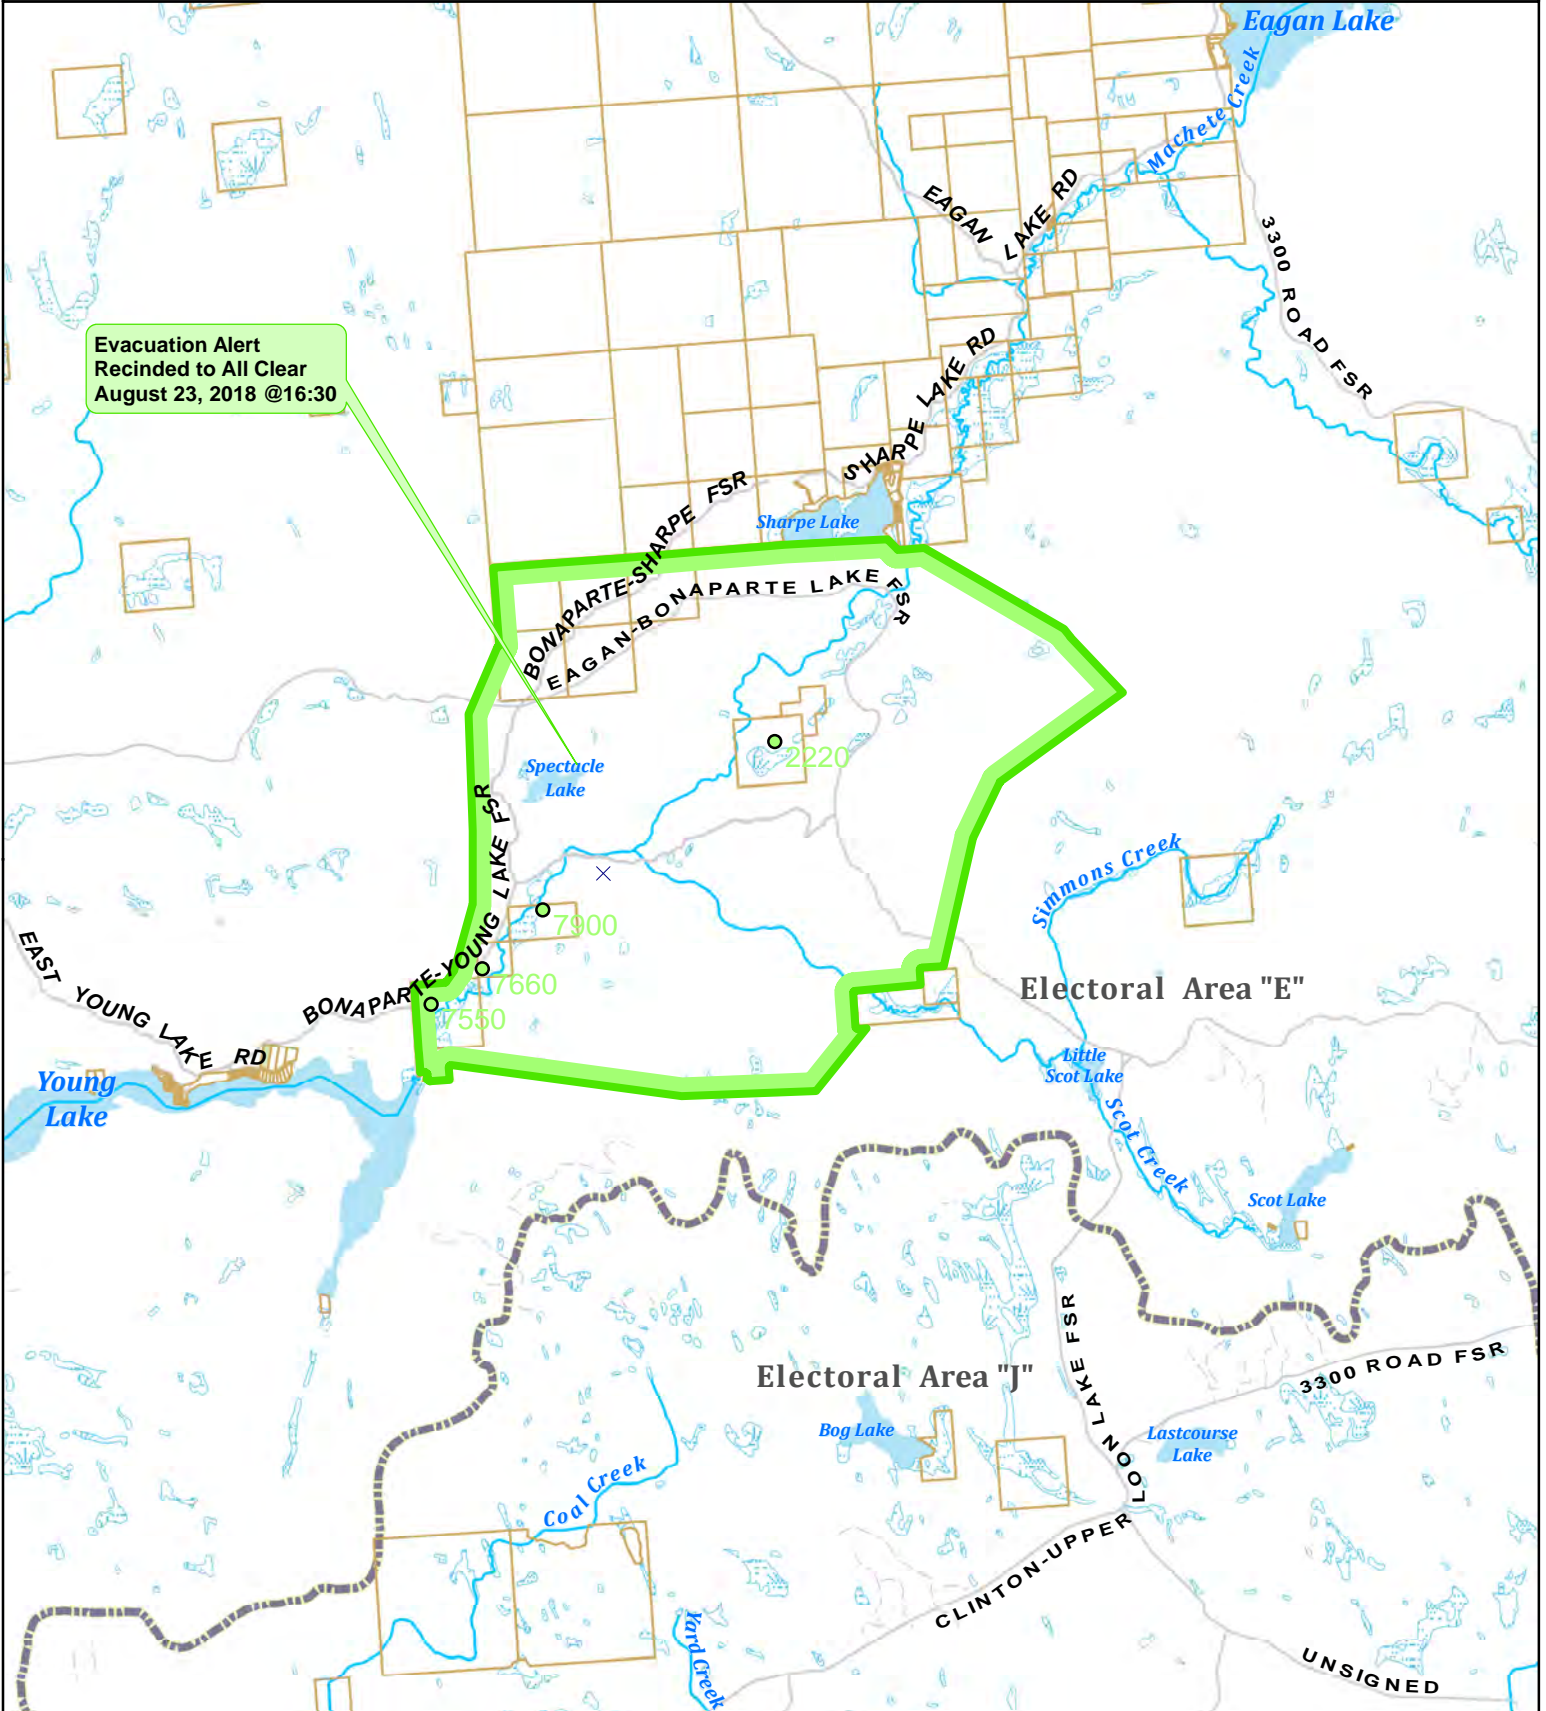 Eagan Lake
Machete Creek
EAGAN LAKE RD
3300 ROAD FSR
Evacuation Alert
Recinded to All Clear
August 23, 2018 @16:30
SHARPE LAKE RD
BONAPARTE-SHARPE FSR
Sharpe Lake
EAGAN-BONAPARTE LAKE FSR
2220
Spectacle
Lake
BONAPARTE-YOUNG LAKE FSR
Simmons Creek
7900
7660
7550
EAST YOUNG LAKE RD
Electoral Area "E"
Young
Lake
Little
Scot Lake
Scot Creek
Scot Lake
Electoral Area "J"
3300 ROAD FSR
Bog Lake
Lastcourse
Lake
Coal Creek
CLINTON-UPPER LOON LAKE FSR
Yard Creek
UNSIGNED